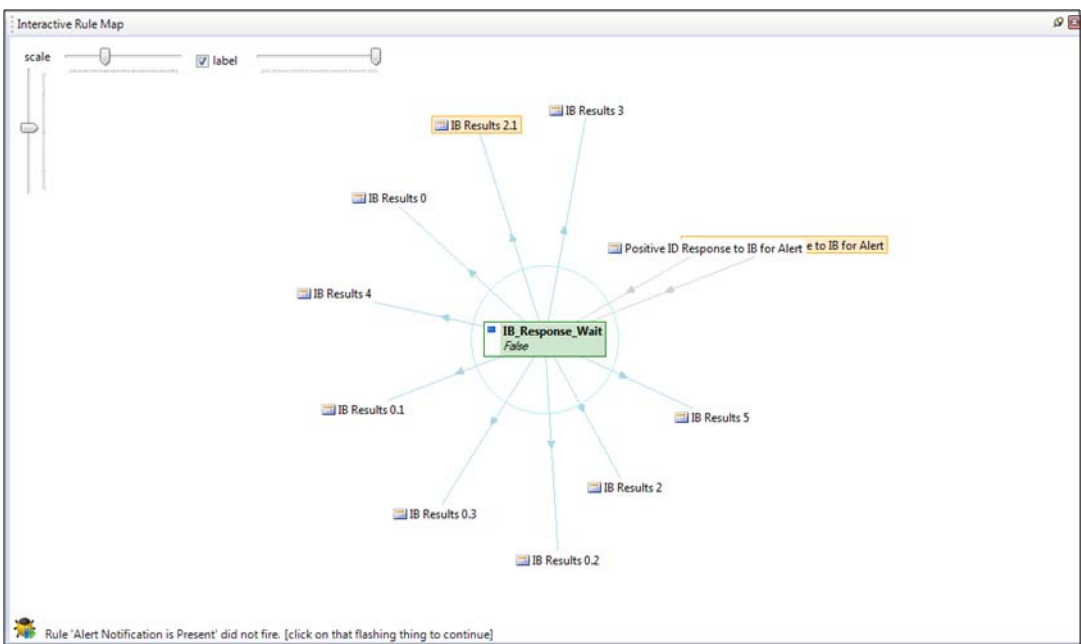 Interactive Rule Map
scale
label
IB Results 3
IB Results 2.1
IB Results 0
Positive ID Response to IB for Alert
e to IB for Alert
IB Results 4
IB_Response_Wait
False
IB Results 0.1
IB Results 5
IB Results 2
IB Results 0.3
IB Results 0.2
Rule 'Alert Notification is Present' did not fire. [click on that flashing thing to continue]